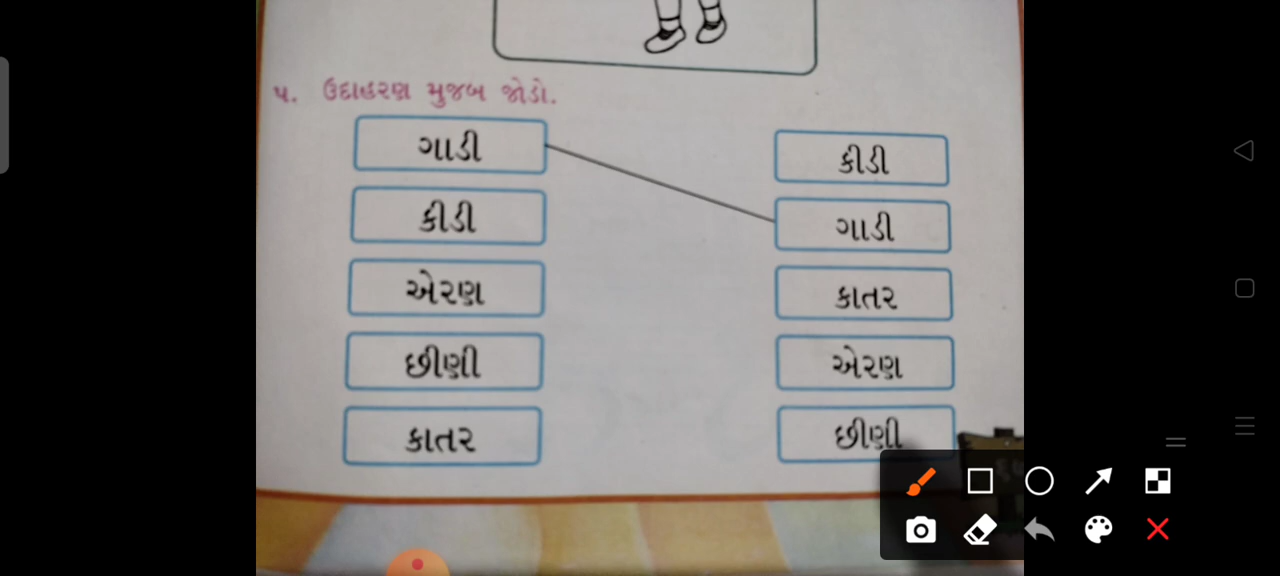 ૫. ઉદાહરણ મુજબ જોડો.
ગાડી કીડી
કીડી ગાડી
એરણ કાતર
છીણી એરણ
કાતર છીણી